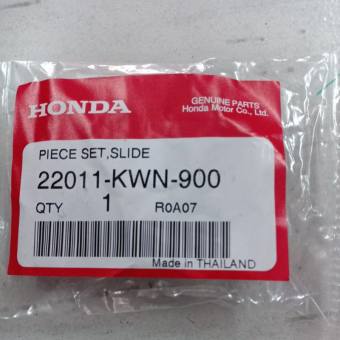 HONDA
GENUINE PARTS
Honda Motor Co., Ltd.
PIECE SET,SLIDE
22011-KWN-900
QTY 1 R0A07
Made in THAILAND